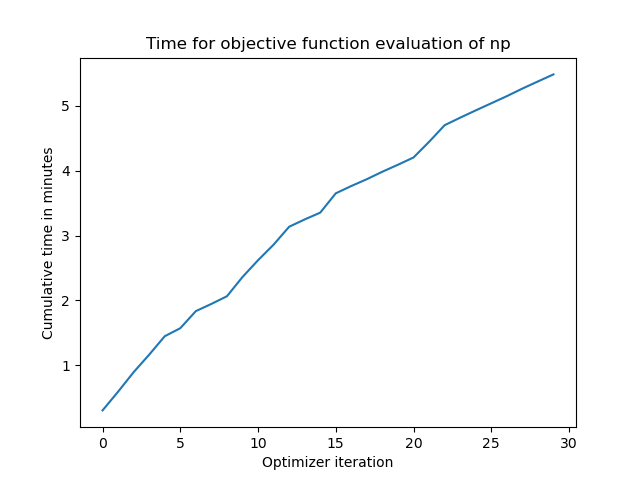 Time for objective function evaluation of np
Cumulative time in minutes
5
4
3
2
1
0 5 10 15 20 25 30
Optimizer iteration